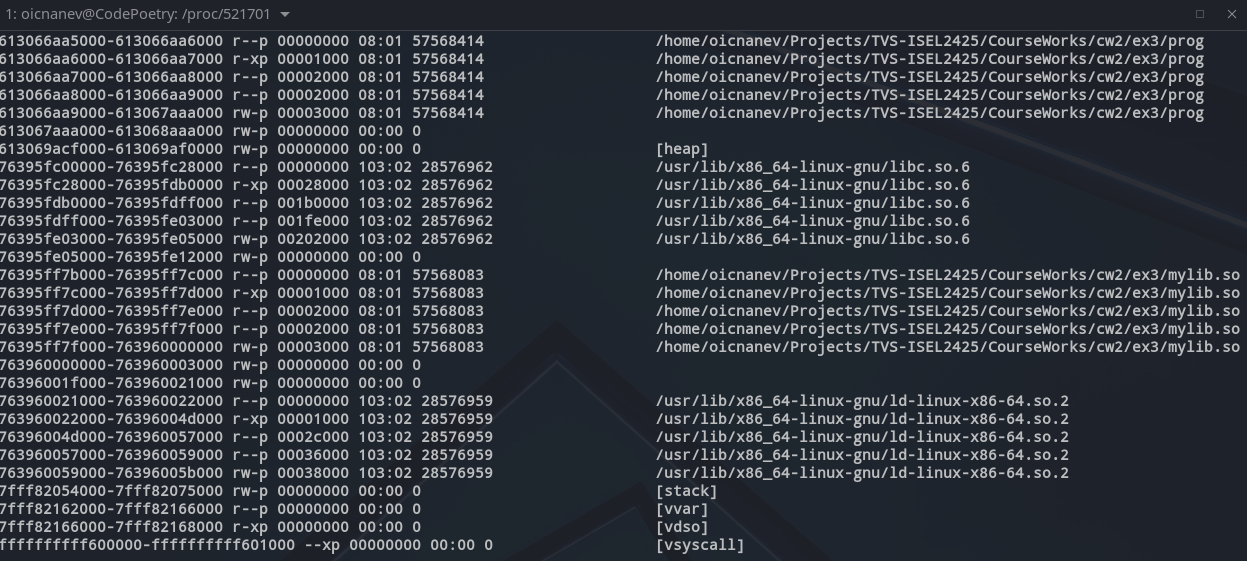 1: oicnanev@CodePoetry: /proc/521701
613066aa5000-613066aa6000 r--p 00000000 08:01 57568414 /home/oicnanev/Projects/TVS-ISEL2425/CourseWorks/cw2/ex3/prog
613066aa6000-613066aa7000 r-xp 00001000 08:01 57568414 /home/oicnanev/Projects/TVS-ISEL2425/CourseWorks/cw2/ex3/prog
613066aa7000-613066aa8000 r--p 00002000 08:01 57568414 /home/oicnanev/Projects/TVS-ISEL2425/CourseWorks/cw2/ex3/prog
613066aa8000-613066aa9000 r--p 00002000 08:01 57568414 /home/oicnanev/Projects/TVS-ISEL2425/CourseWorks/cw2/ex3/prog
613066aa9000-613067aaa000 rw-p 00003000 08:01 57568414 /home/oicnanev/Projects/TVS-ISEL2425/CourseWorks/cw2/ex3/prog
613067aaa000-613068aaa000 rw-p 00000000 00:00 0
613069acf000-613069af0000 rw-p 00000000 00:00 0 [heap]
76395fc00000-76395fc28000 r--p 00000000 103:02 28576962 /usr/lib/x86_64-linux-gnu/libc.so.6
76395fc28000-76395fdb0000 r-xp 00028000 103:02 28576962 /usr/lib/x86_64-linux-gnu/libc.so.6
76395fdb0000-76395fdff000 r--p 001b0000 103:02 28576962 /usr/lib/x86_64-linux-gnu/libc.so.6
76395fdff000-76395fe03000 r--p 001fe000 103:02 28576962 /usr/lib/x86_64-linux-gnu/libc.so.6
76395fe03000-76395fe05000 rw-p 00202000 103:02 28576962 /usr/lib/x86_64-linux-gnu/libc.so.6
76395fe05000-76395fe12000 rw-p 00000000 00:00 0
76395ff7b000-76395ff7c000 r--p 00000000 08:01 57568083 /home/oicnanev/Projects/TVS-ISEL2425/CourseWorks/cw2/ex3/mylib.so
76395ff7c000-76395ff7d000 r-xp 00001000 08:01 57568083 /home/oicnanev/Projects/TVS-ISEL2425/CourseWorks/cw2/ex3/mylib.so
76395ff7d000-76395ff7e000 r--p 00002000 08:01 57568083 /home/oicnanev/Projects/TVS-ISEL2425/CourseWorks/cw2/ex3/mylib.so
76395ff7e000-76395ff7f000 r--p 00002000 08:01 57568083 /home/oicnanev/Projects/TVS-ISEL2425/CourseWorks/cw2/ex3/mylib.so
76395ff7f000-763960000000 rw-p 00003000 08:01 57568083 /home/oicnanev/Projects/TVS-ISEL2425/CourseWorks/cw2/ex3/mylib.so
763960000000-763960003000 rw-p 00000000 00:00 0
76396001f000-763960021000 rw-p 00000000 00:00 0
763960021000-763960022000 r--p 00000000 103:02 28576959 /usr/lib/x86_64-linux-gnu/ld-linux-x86-64.so.2
763960022000-76396004d000 r-xp 00001000 103:02 28576959 /usr/lib/x86_64-linux-gnu/ld-linux-x86-64.so.2
76396004d000-763960057000 r--p 0002c000 103:02 28576959 /usr/lib/x86_64-linux-gnu/ld-linux-x86-64.so.2
763960057000-763960059000 r--p 00036000 103:02 28576959 /usr/lib/x86_64-linux-gnu/ld-linux-x86-64.so.2
763960059000-76396005b000 rw-p 00038000 103:02 28576959 /usr/lib/x86_64-linux-gnu/ld-linux-x86-64.so.2
7fff82054000-7fff82075000 rw-p 00000000 00:00 0 [stack]
7fff82162000-7fff82166000 r--p 00000000 00:00 0 [vvar]
7fff82166000-7fff82168000 r-xp 00000000 00:00 0 [vdso]
ffffffffff600000-ffffffffff601000 --xp 00000000 00:00 0 [vsyscall]